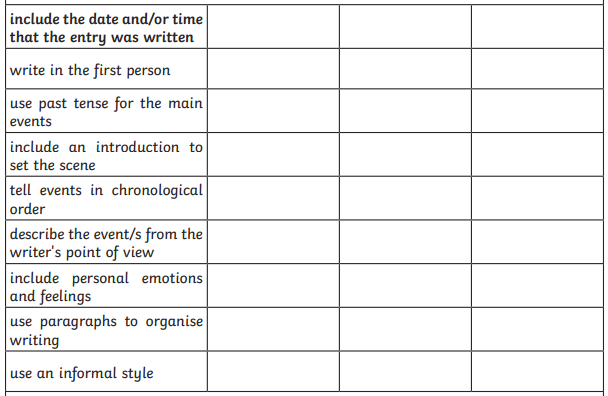 include the date and/or time
that the entry was written
write in the first person
use past tense for the main
events
include an introduction to
set the scene
tell events in chronological
order
describe the event/s from the
writer's point of view
include personal emotions
and feelings
use paragraphs to organise
writing
use an informal style